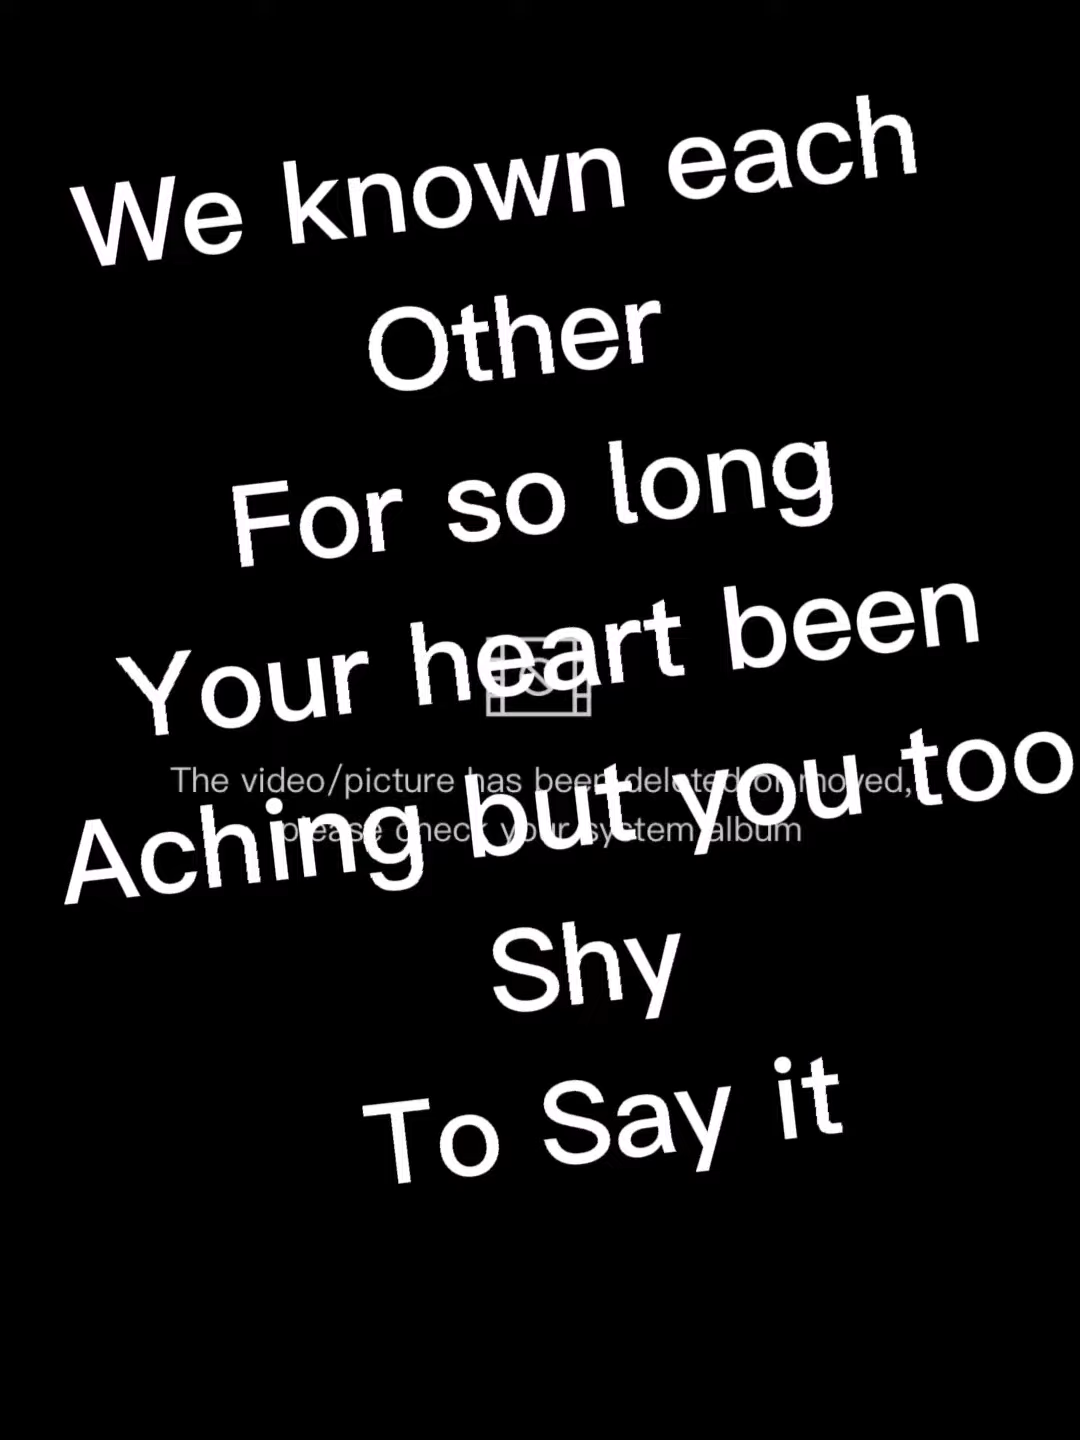 We known each
Other
For so long
Your heart been
The video/picture has been deleted or moved,
Aching but you too
please check your system album
Shy
To Say it